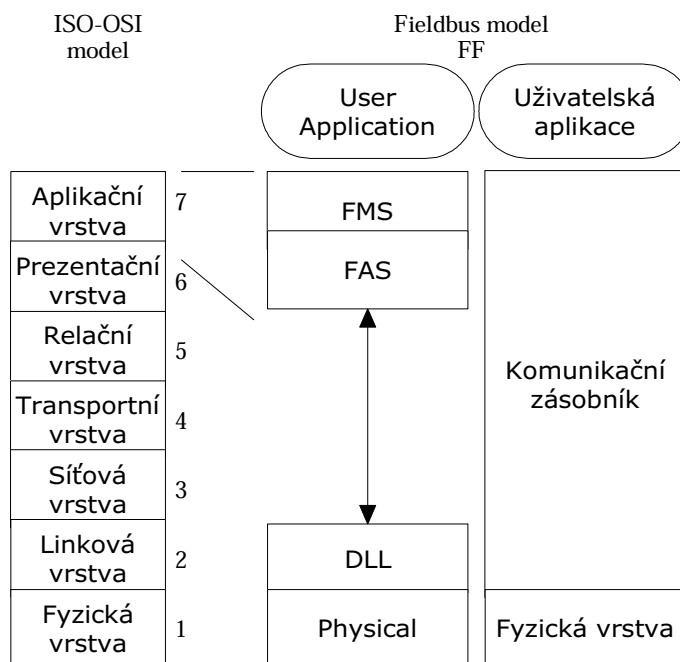 ISO-OSI
model
Fieldbus model
FF
User
Application
Uživatelská
aplikace
Aplikační
vrstva
7
FMS
Prezentační
vrstva
6
FAS
Relační
vrstva
5
Komunikační
zásobník
Transportní
vrstva
4
Síťová
vrstva
3
Linková
vrstva
2
DLL
Fyzická
vrstva
1
Physical
Fyzická vrstva